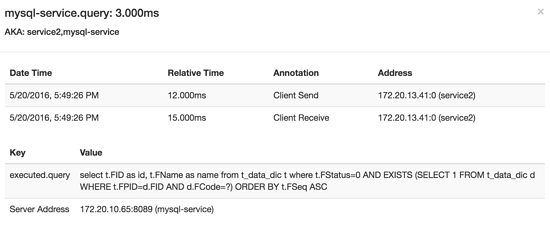 mysql-service.query: 3.000ms
×
AKA: service2,mysql-service
Date Time Relative Time Annotation Address
5/20/2016, 5:49:26 PM 12.000ms Client Send 172.20.13.41:0 (service2)
5/20/2016, 5:49:26 PM 15.000ms Client Receive 172.20.13.41:0 (service2)
Key Value
executed.query select t.FID as id, t.FName as name from t_data_dic t where t.FStatus=0 AND EXISTS (SELECT 1 FROM t_data_dic d
WHERE t.FPID=d.FID AND d.FCode=?) ORDER BY t.FSeq ASC
Server Address 172.20.10.65:8089 (mysql-service)